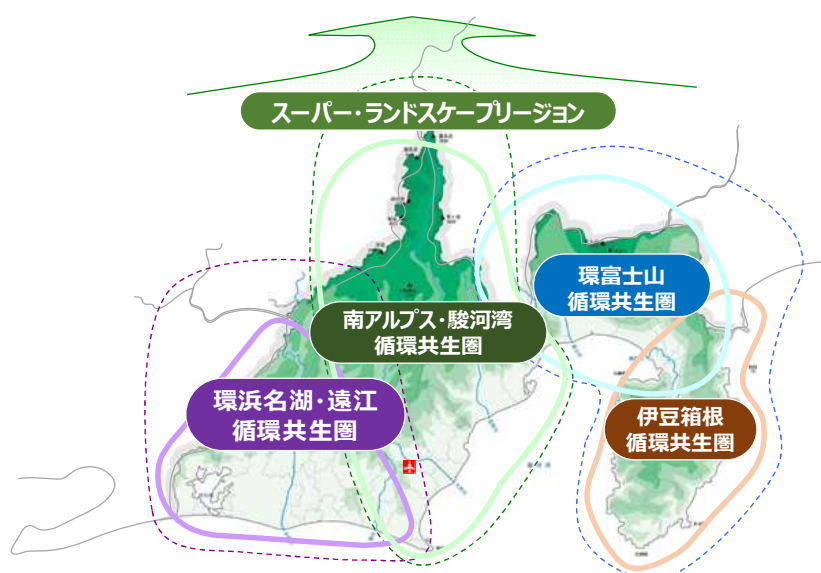 スーパー・ランドスケープリージョン
環富士山
循環共生圏
南アルプス・駿河湾
循環共生圏
環浜名湖・遠江
循環共生圏
伊豆箱根
循環共生圏